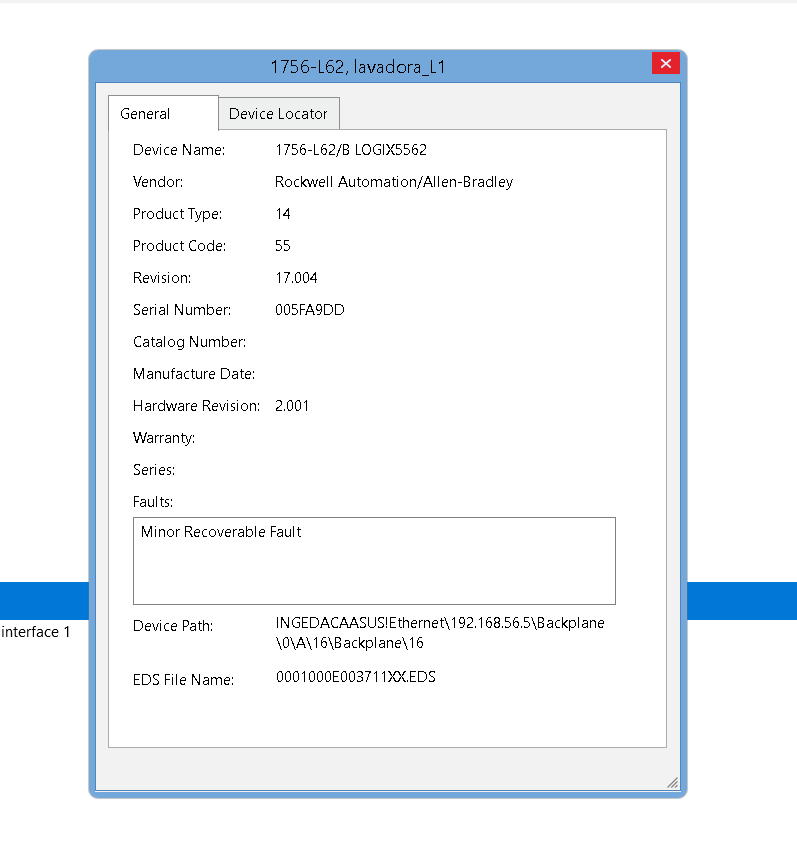 1756-L62, lavadora_L1
General
Device Locator
Device Name: 1756-L62/B LOGIX5562
Vendor: Rockwell Automation/Allen-Bradley
Product Type: 14
Product Code: 55
Revision: 17.004
Serial Number: 005FA9DD
Catalog Number:
Manufacture Date:
Hardware Revision: 2.001
Warranty:
Series:
Faults:
Minor Recoverable Fault
Device Path: INGEDACAASUS!Ethernet\192.168.56.5\Backplane
\0\A\16\Backplane\16
EDS File Name: 0001000E003711XX.EDS
interface 1